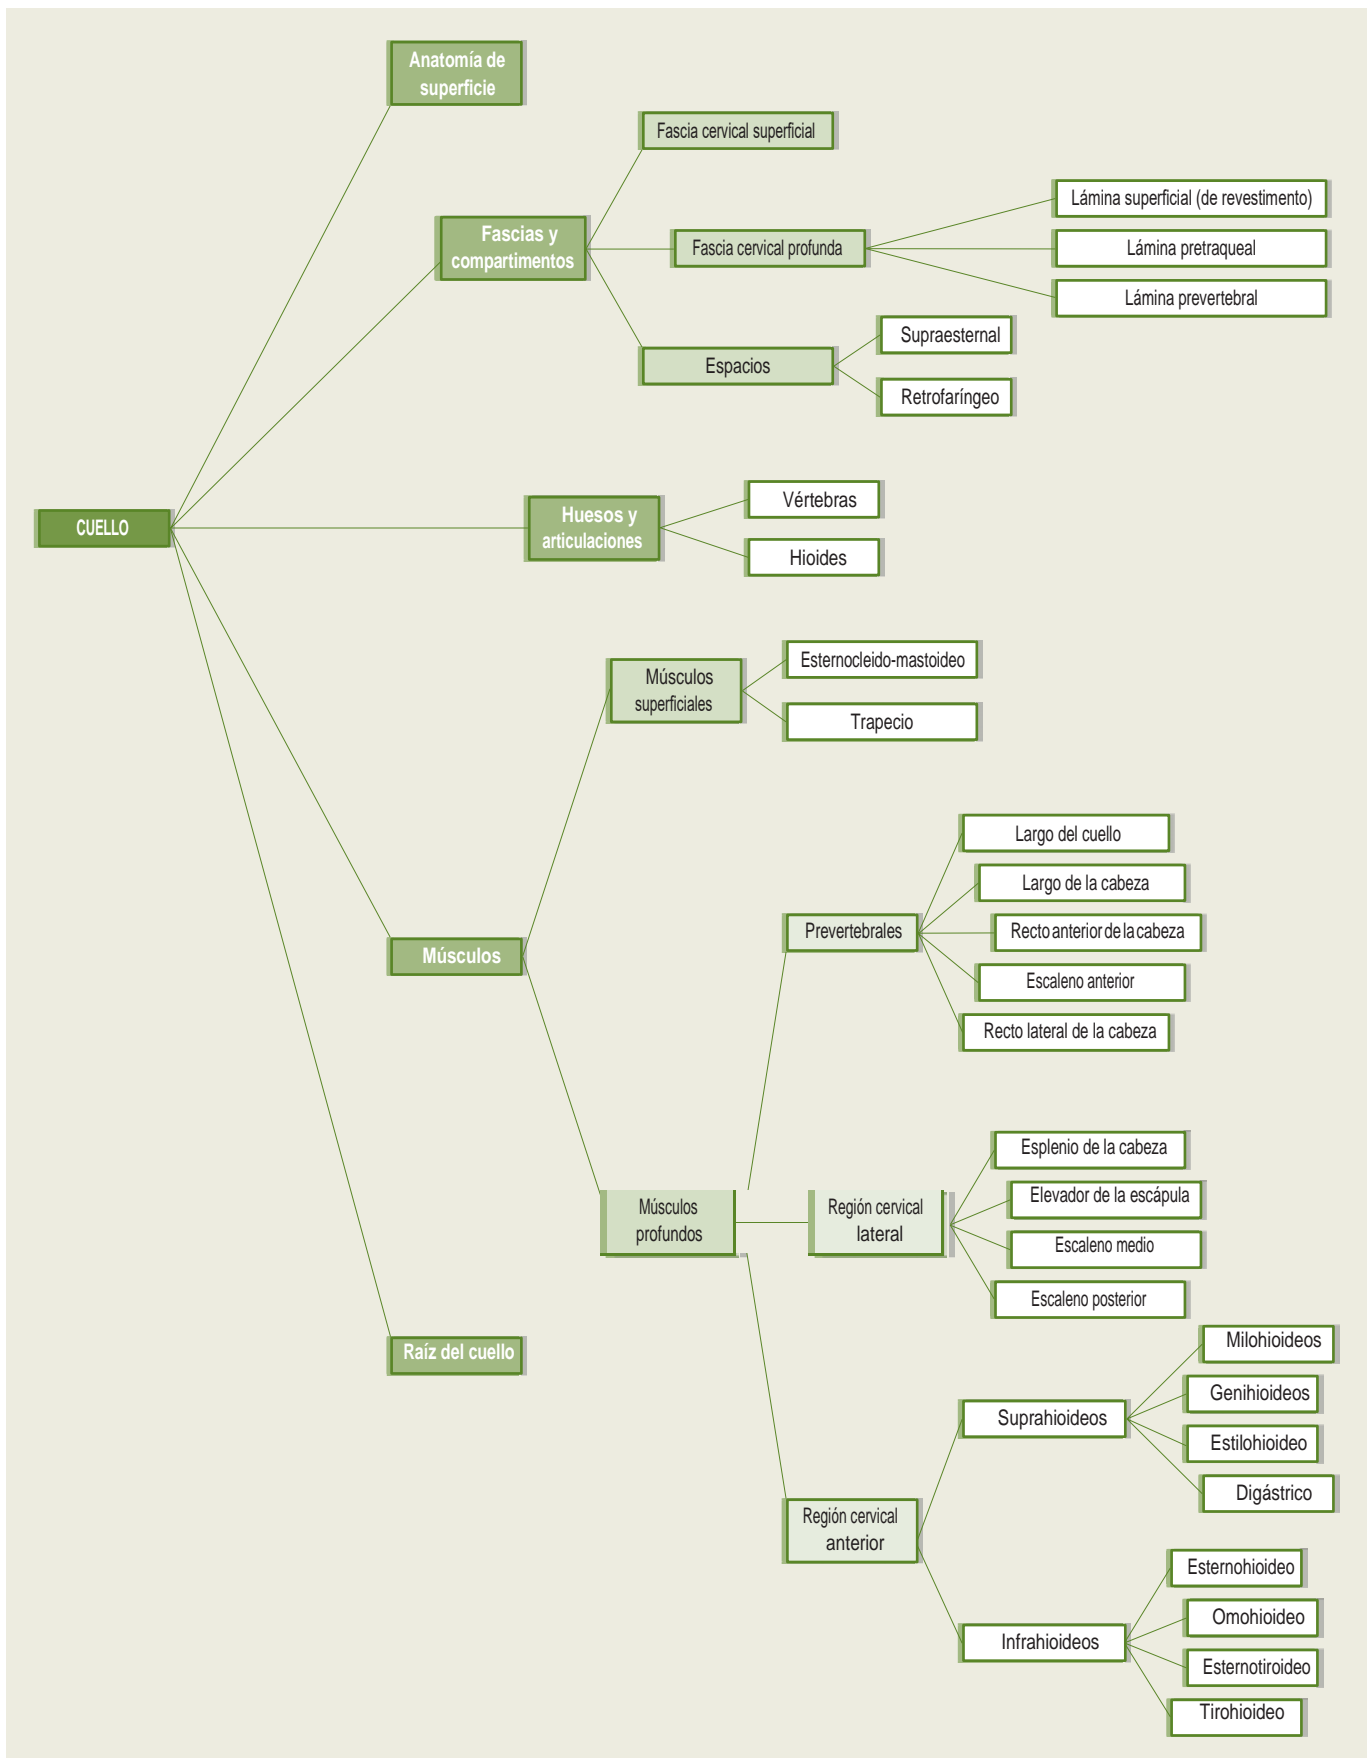 Anatomía de
superficie
Fascia cervical superficial
Lámina superficial (de revestimento)
Fascias y
compartimentos
Fascia cervical profunda
Lámina pretraqueal
Lámina prevertebral
Supraesternal
Espacios
Retrofaríngeo
Vértebras
CUELLO
Huesos y
articulaciones
Hioides
Esternocleido-mastoideo
Músculos
superficiales
Trapecio
Largo del cuello
Largo de la cabeza
Prevertebrales
Recto anterior de la cabeza
Músculos
Escaleno anterior
Recto lateral de la cabeza
Esplenio de la cabeza
Elevador de la escápula
Músculos
profundos
Región cervical
lateral
Escaleno medio
Escaleno posterior
Raíz del cuello
Milohioideos
Genihioideos
Suprahioideos
Estilohioideo
Digástrico
Región cervical
anterior
Esternohioideo
Omohioideo
Infrahioideos
Esternotiroideo
Tirohioideo